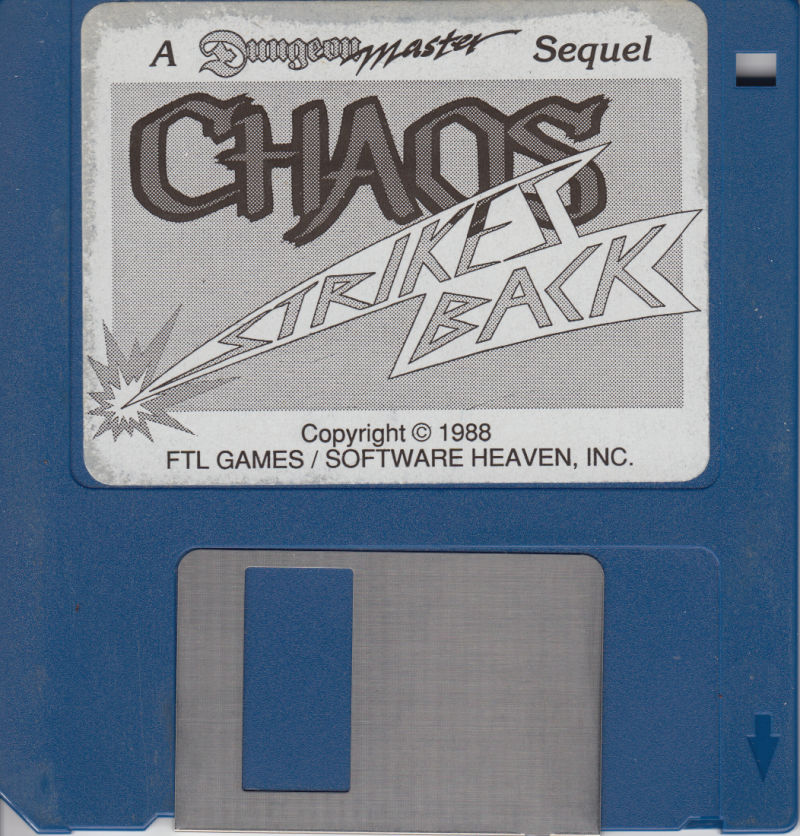 A Dungeon Master Sequel
CHAOS
STRIKES
BACK
Copyright © 1988
FTL GAMES / SOFTWARE HEAVEN, INC.